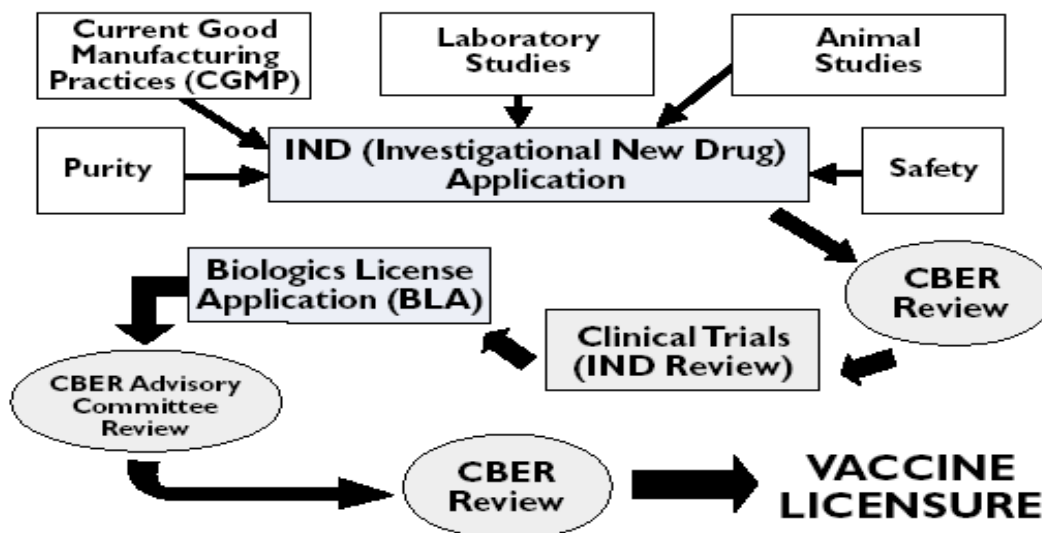 Current Good
Manufacturing
Practices (CGMP)
Laboratory
Studies
Animal
Studies
Purity
IND (Investigational New Drug)
Application
Safety
CBER
Review
Biologics License
Application (BLA)
Clinical Trials
(IND Review)
CBER Advisory
Committee
Review
CBER
Review
VACCINE
LICENSURE